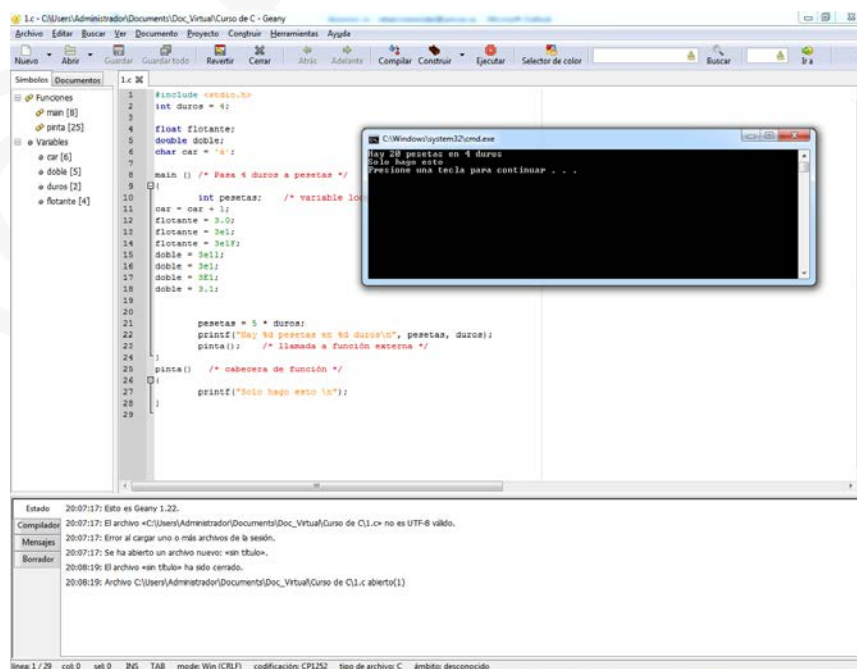 1.c - C:\Users\Administrador\Documents\Doc_Virtual\Curso de C - Geany
Archivo Editar Buscar Ver Documento Proyecto Construir Herramientas Ayuda
Nuevo Abrir Guardar Guardar todo Revertir Cerrar Atrás Adelante Compilar Construir Ejecutar Selector de color Buscar Ir a
Símbolos Documentos 1.c
Funciones
main [8]
pinta [25]
Variables
car [6]
doble [5]
duros [2]
flotante [4]
1 #include <stdio.h>
2 int duros = 4;
3
4 float flotante;
5 double doble;
6 char car = 'a';
7
8 main () /* Pasa 4 duros a pesetas */
9 {
10 int pesetas; /* variable
11 car = car + 1;
12 flotante = 3.0;
13 flotante = 3e1;
14 flotante = 3e1F;
15 doble = 3e1l;
16 doble = 3e1;
17 doble = 3E1;
18 doble = 3.1;
19
20
21 pesetas = 5 * duros;
22 printf("Hay %d pesetas en %d duros\n", pesetas, duros);
23 pinta(); /* llamada a función externa */
24 }
25 pinta() /* cabecera de función */
26 {
27 printf("Solo hago esto \n");
28 }
29
C:\Windows\system32\cmd.exe
Hay 20 pesetas en 4 duros
Solo hago esto
Presione una tecla para continuar . . .
Estado
Compilador
Mensajes
Borrador
20:07:17: Esto es Geany 1.22.
20:07:17: El archivo «C:\Users\Administrador\Documents\Doc_Virtual\Curso de C\1.c» no es UTF-8 válido.
20:07:17: Error al cargar uno o más archivos de la sesión.
20:07:17: Se ha abierto un archivo nuevo: «sin título».
20:08:19: El archivo «sin título» ha sido cerrado.
20:08:19: Archivo C:\Users\Administrador\Documents\Doc_Virtual\Curso de C\1.c abierto(1)
línea: 1 / 29 col: 0 sel: 0 INS TAB mode: Win (CRLF) codificación: CP1252 tipo de archivo: C ámbito: desconocido